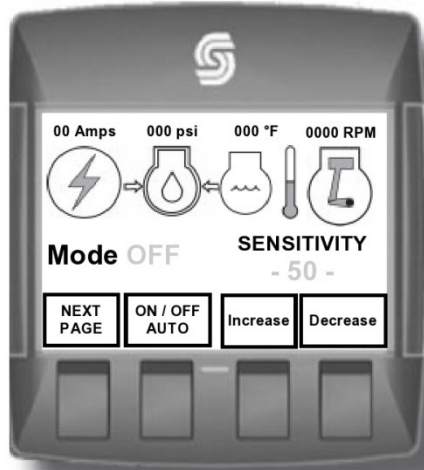 00 Amps 000 psi 000 °F 0000 RPM
Mode OFF
SENSITIVITY
- 50 -
NEXT
PAGE
ON / OFF
AUTO
Increase
Decrease